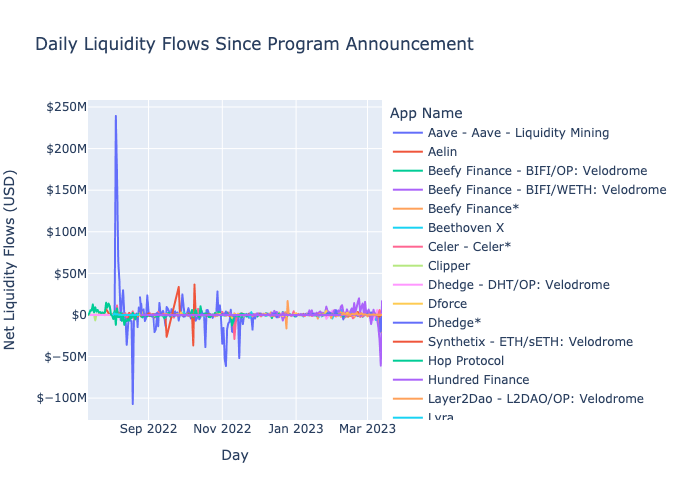 Daily Liquidity Flows Since Program Announcement
Net Liquidity Flows (USD)
$250M
$200M
$150M
$100M
$50M
$0
$−50M
$−100M
Sep 2022
Nov 2022
Jan 2023
Mar 2023
Day
App Name
Aave - Aave - Liquidity Mining
Aelin
Beefy Finance - BIFI/OP: Velodrome
Beefy Finance - BIFI/WETH: Velodrome
Beefy Finance*
Beethoven X
Celer - Celer*
Clipper
Dhedge - DHT/OP: Velodrome
Dforce
Dhedge*
Synthetix - ETH/sETH: Velodrome
Hop Protocol
Hundred Finance
Layer2Dao - L2DAO/OP: Velodrome
Lyra